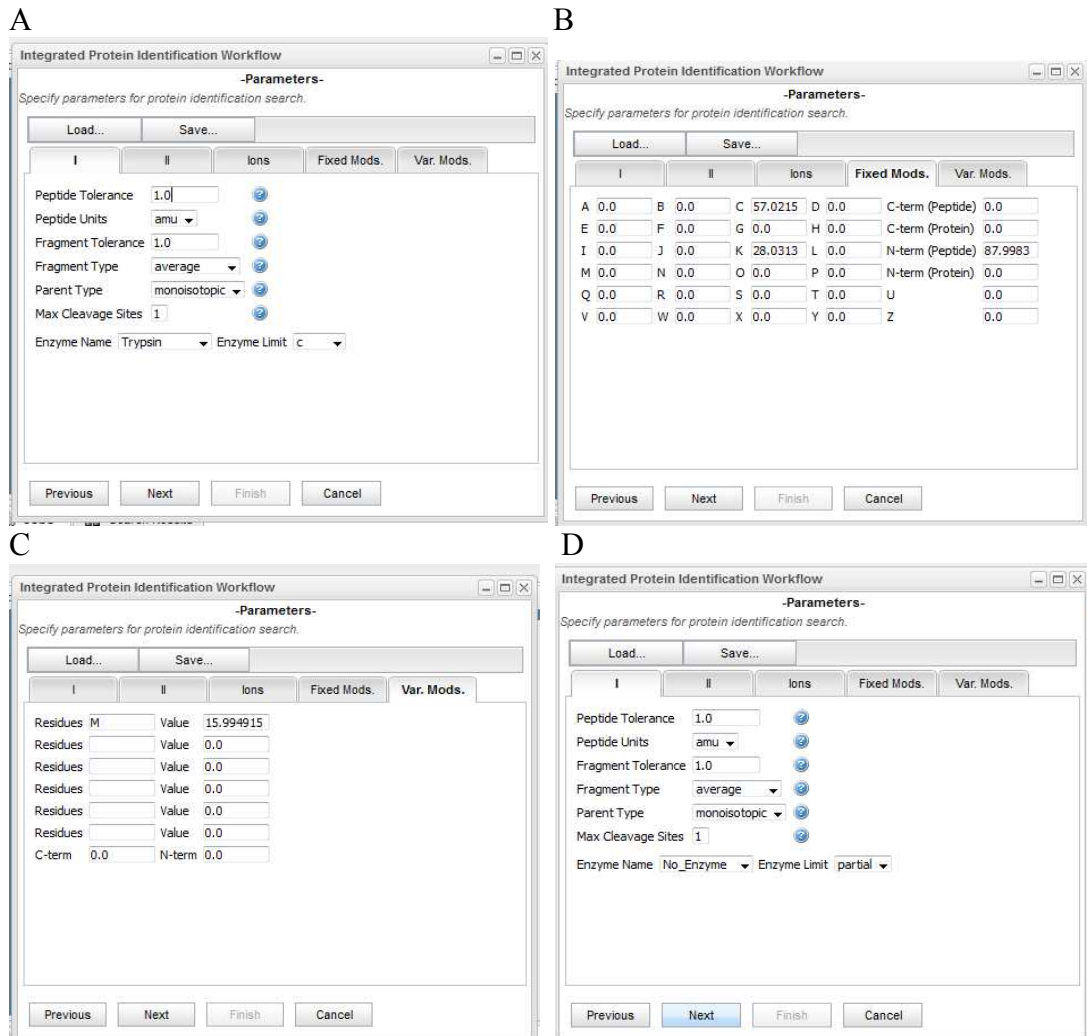 A
Integrated Protein Identification Workflow
-Parameters-
Specify parameters for protein identification search.
Load... Save...
I II Ions Fixed Mods. Var. Mods.
Peptide Tolerance 1.0
Peptide Units amu
Fragment Tolerance 1.0
Fragment Type average
Parent Type monoisotopic
Max Cleavage Sites 1
Enzyme Name Trypsin Enzyme Limit c
Previous Next Finish Cancel
B
Integrated Protein Identification Workflow
-Parameters-
Specify parameters for protein identification search.
Load... Save...
I II Ions Fixed Mods. Var. Mods.
A 0.0 B 0.0 C 57.0215 D 0.0 C-term (Peptide) 0.0
E 0.0 F 0.0 G 0.0 H 0.0 C-term (Protein) 0.0
I 0.0 J 0.0 K 28.0313 L 0.0 N-term (Peptide) 87.9983
M 0.0 N 0.0 O 0.0 P 0.0 N-term (Protein) 0.0
Q 0.0 R 0.0 S 0.0 T 0.0 U 0.0
V 0.0 W 0.0 X 0.0 Y 0.0 Z 0.0
Previous Next Finish Cancel
C
Integrated Protein Identification Workflow
-Parameters-
Specify parameters for protein identification search.
Load... Save...
I II Ions Fixed Mods. Var. Mods.
Residues M Value 15.994915
Residues Value 0.0
Residues Value 0.0
Residues Value 0.0
Residues Value 0.0
Residues Value 0.0
C-term 0.0 N-term 0.0
Previous Next Finish Cancel
D
Integrated Protein Identification Workflow
-Parameters-
Specify parameters for protein identification search.
Load... Save...
I II Ions Fixed Mods. Var. Mods.
Peptide Tolerance 1.0
Peptide Units amu
Fragment Tolerance 1.0
Fragment Type average
Parent Type monoisotopic
Max Cleavage Sites 1
Enzyme Name No_Enzyme Enzyme Limit partial
Previous Next Finish Cancel